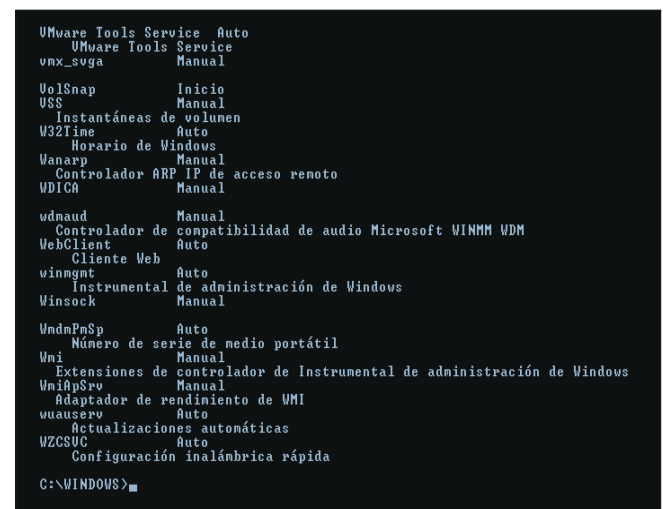 VMware Tools Service  Auto
VMware Tools Service
vmx_svga Manual
VolSnap Inicio
VSS Manual
Instantáneas de volumen
W32Time Auto
Horario de Windows
Wanarp Manual
Controlador ARP IP de acceso remoto
WDICA Manual
wdmaud Manual
Controlador de compatibilidad de audio Microsoft WINMM WDM
WebClient Auto
Cliente Web
winmgmt Auto
Instrumental de administración de Windows
Winsock Manual
WmdmPmSp Auto
Número de serie de medio portátil
Wmi Manual
Extensiones de controlador de Instrumental de administración de Windows
WmiApSrv Manual
Adaptador de rendimiento de WMI
wuauserv Auto
Actualizaciones automáticas
WZCSVC Auto
Configuración inalámbrica rápida
C:\WINDOWS>